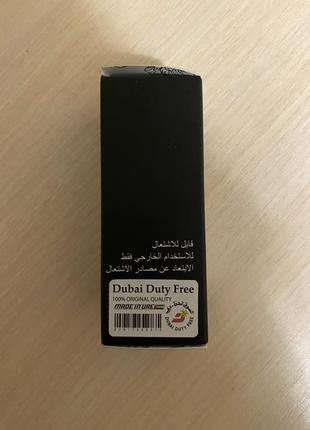 قابل للاشتعال
للاستخدام الخارجي فقط
الابتعاد عن مصادر الاشتعال
Dubai Duty Free
100% ORIGINAL QUALITY
MADE IN UAE
DUBAI DUTY FREE